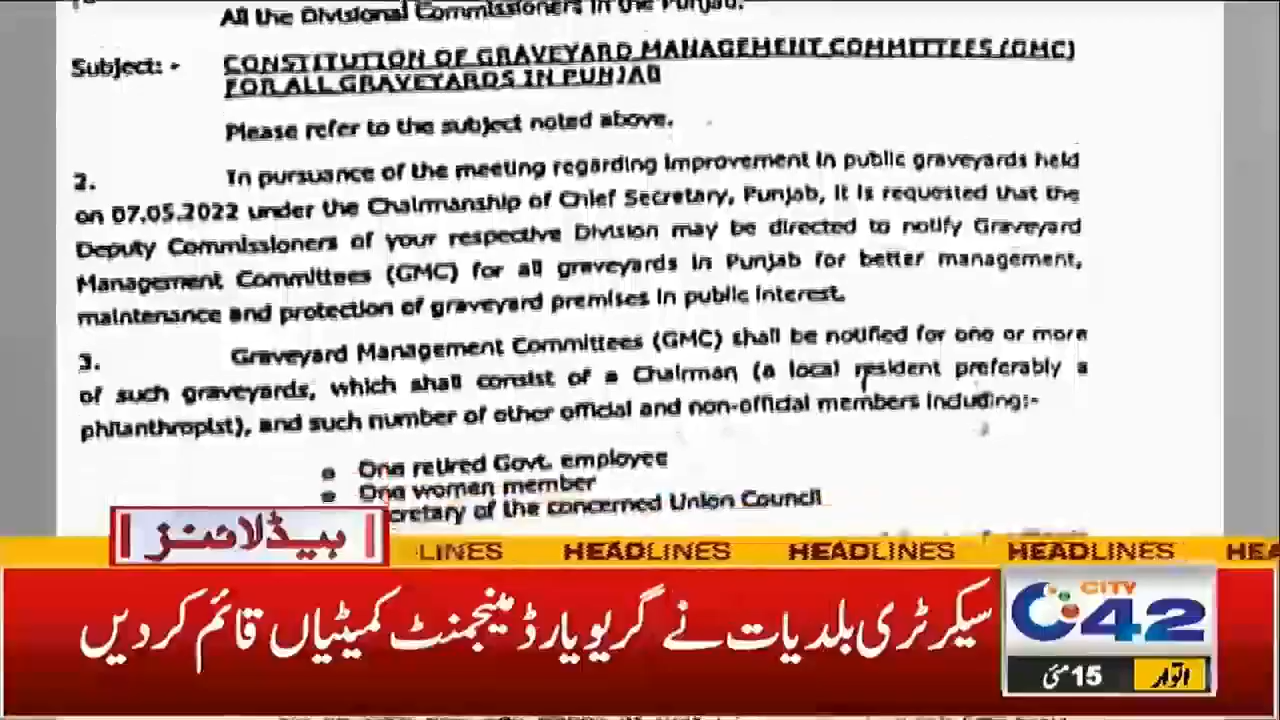 All the Divisional Commissioners in the Punjab.
Subject: - CONSTITUTION OF GRAVEYARD MANAGEMENT COMMITTEES (GMC)
FOR ALL GRAVEYARDS IN PUNJAB
Please refer to the subject noted above.
2. In pursuance of the meeting regarding improvement in public graveyards held
on 07.05.2022 under the Chairmanship of Chief Secretary, Punjab, it is requested that the
Deputy Commissioners of your respective Division may be directed to notify Graveyard
Management Committees (GMC) for all graveyards in Punjab for better management,
maintenance and protection of graveyard premises in public interest.
3. Graveyard Management Committees (GMC) shall be notified for one or more
of such graveyards, which shall consist of a Chairman (a local resident preferably a
philanthropist), and such number of other official and non-official members including:-
• One retired Govt. employee
• One women member
cretary of the concerned Union Council
ہیڈلائنز
LINES HEADLINES HEADLINES HEADLINES HEA
سیکرٹری بلدیات نے گریویارڈ مینجمنٹ کمیٹیاں قائم کر دیں
CITY
42
اتوار 15 مئی